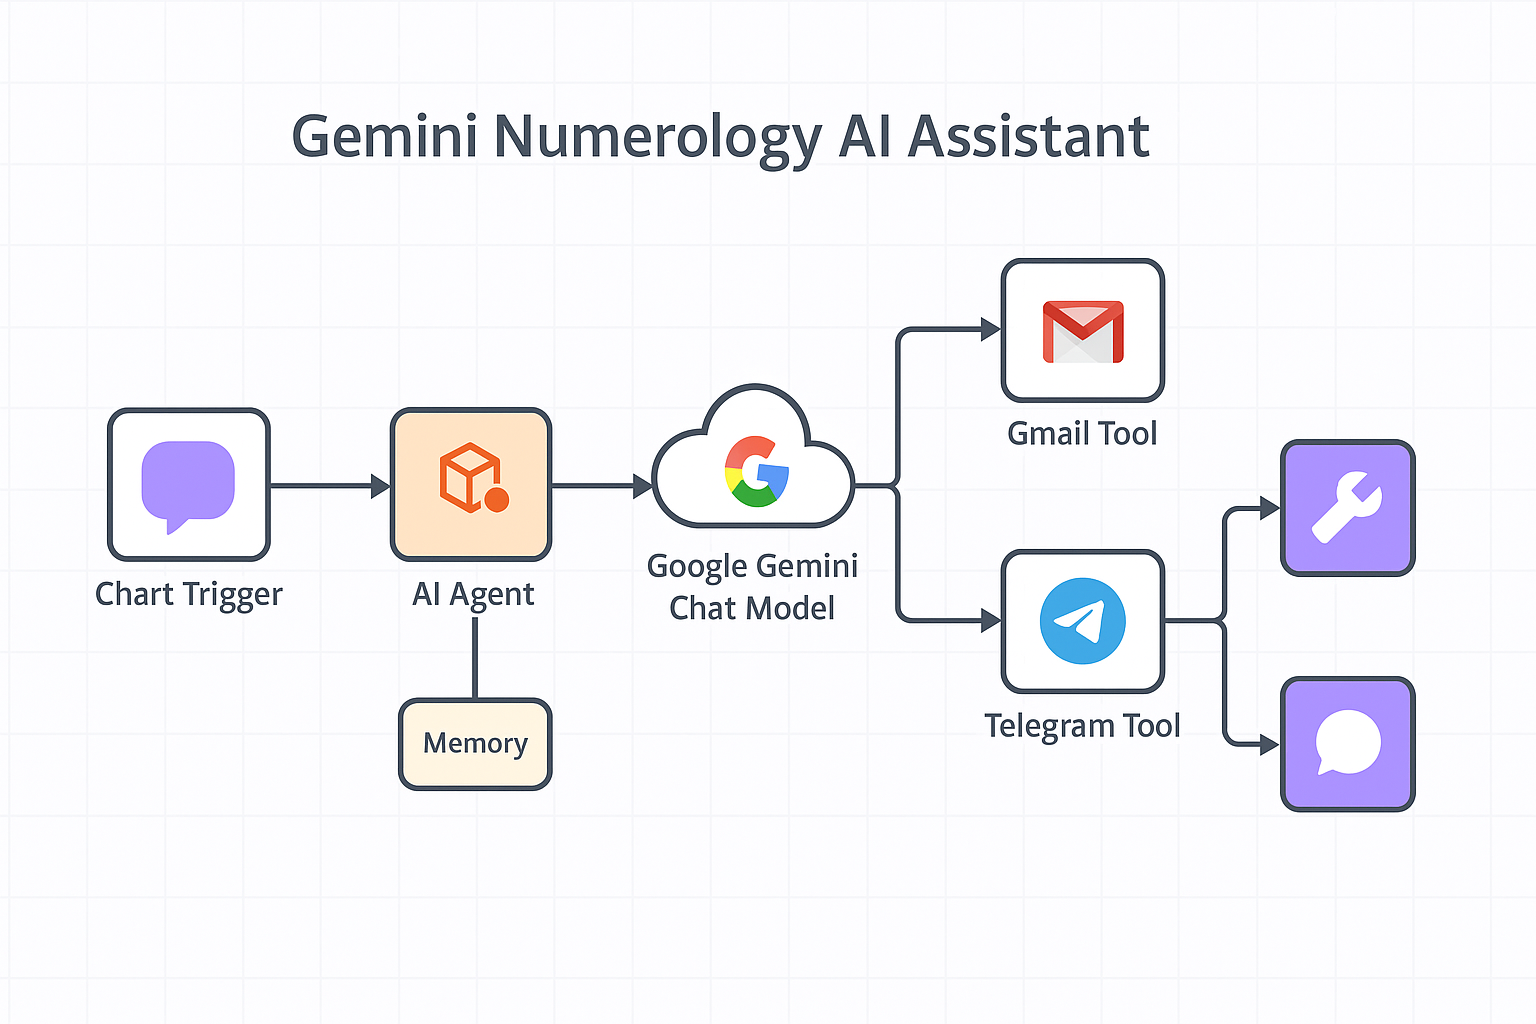 Gemini Numerology AI Assistant
Gmail Tool
Chart Trigger
AI Agent
Google Gemini
Chat Model
Memory
Telegram Tool